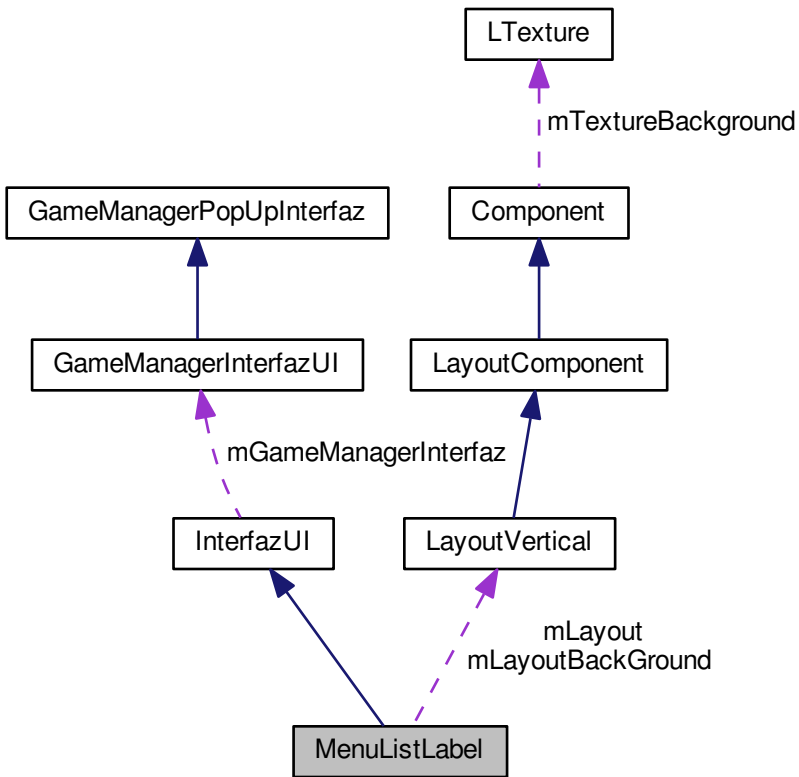 LTexture
mTextureBackground
GameManagerPopUpInterfaz
Component
GameManagerInterfazUI
LayoutComponent
mGameManagerInterfaz
InterfazUI
LayoutVertical
mLayout
mLayoutBackGround
MenuListLabel